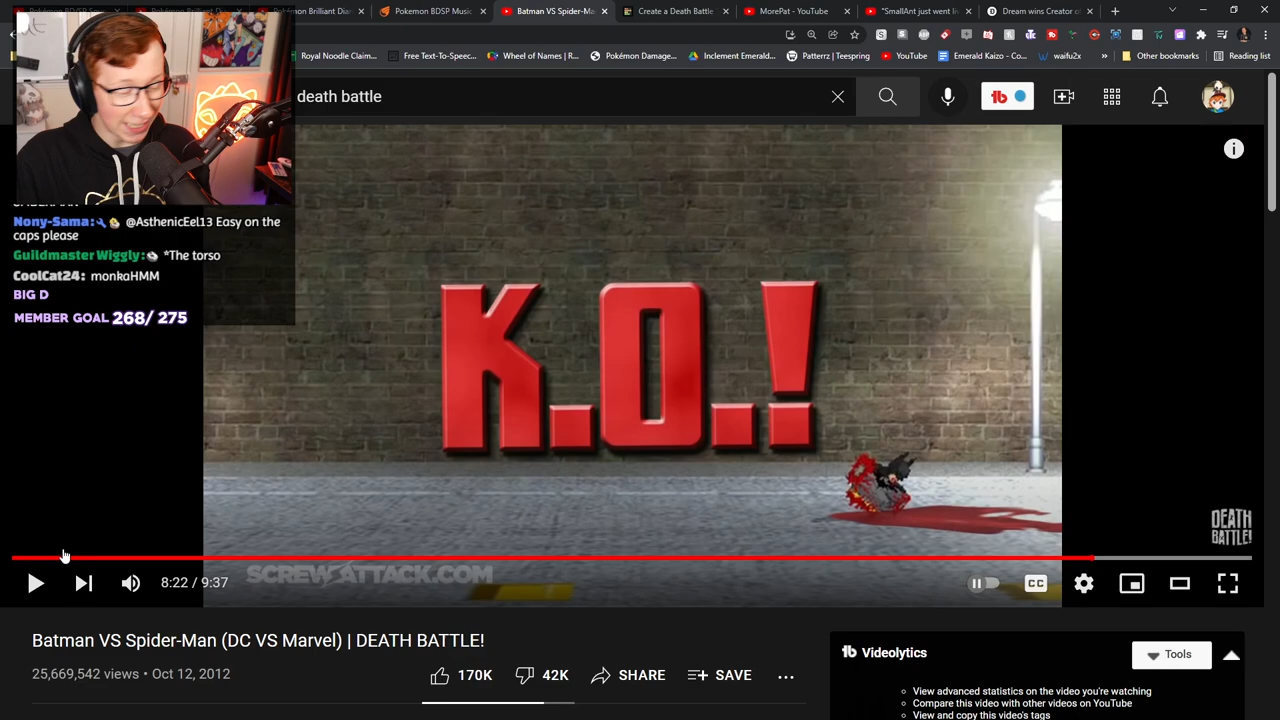 Pokemon BDSP Music
Batman VS Spider-Ma
Create a Death Battle
"SmallAnt just went li
Dream wins Creator o
Royal Noodle Claim...
Free Text-To-Speec...
Wheel of Names | R...
Pokémon Damage...
Inclement Emerald...
Patterrz | Teespring
YouTube
Emerald Kaizo - Co...
waifu2x
Other bookmarks
Reading list
death battle
Nony-Sama: @AsthenicEel13 Easy on the
caps please
Guildmaster Wiggly: *The torso
CoolCat24: monkaHMM
BIG D
MEMBER GOAL 268/ 275
K.O.!
DEATH
BATTLE!
SCREWATTACK.COM
8:22 / 9:37
CC
Batman VS Spider-Man (DC VS Marvel) | DEATH BATTLE!
25,669,542 views • Oct 12, 2012
170K
42K
SHARE
SAVE
Videolytics
Tools
View advanced statistics on the video you're watching
Compare this video with other videos on YouTube
View and copy this video's tags